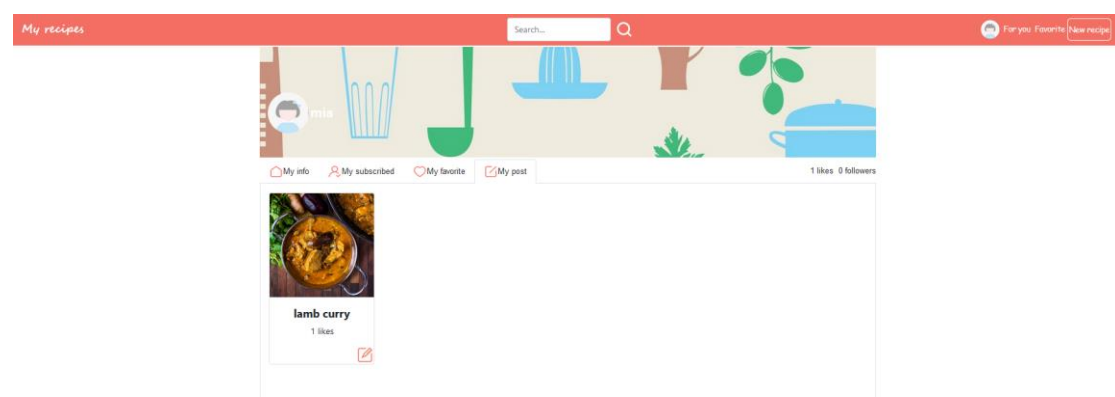 My recipes
Search...
For you Favorite New recipe
mia
My info My subscribed My favorite My post 1 likes 0 followers
lamb curry
1 likes